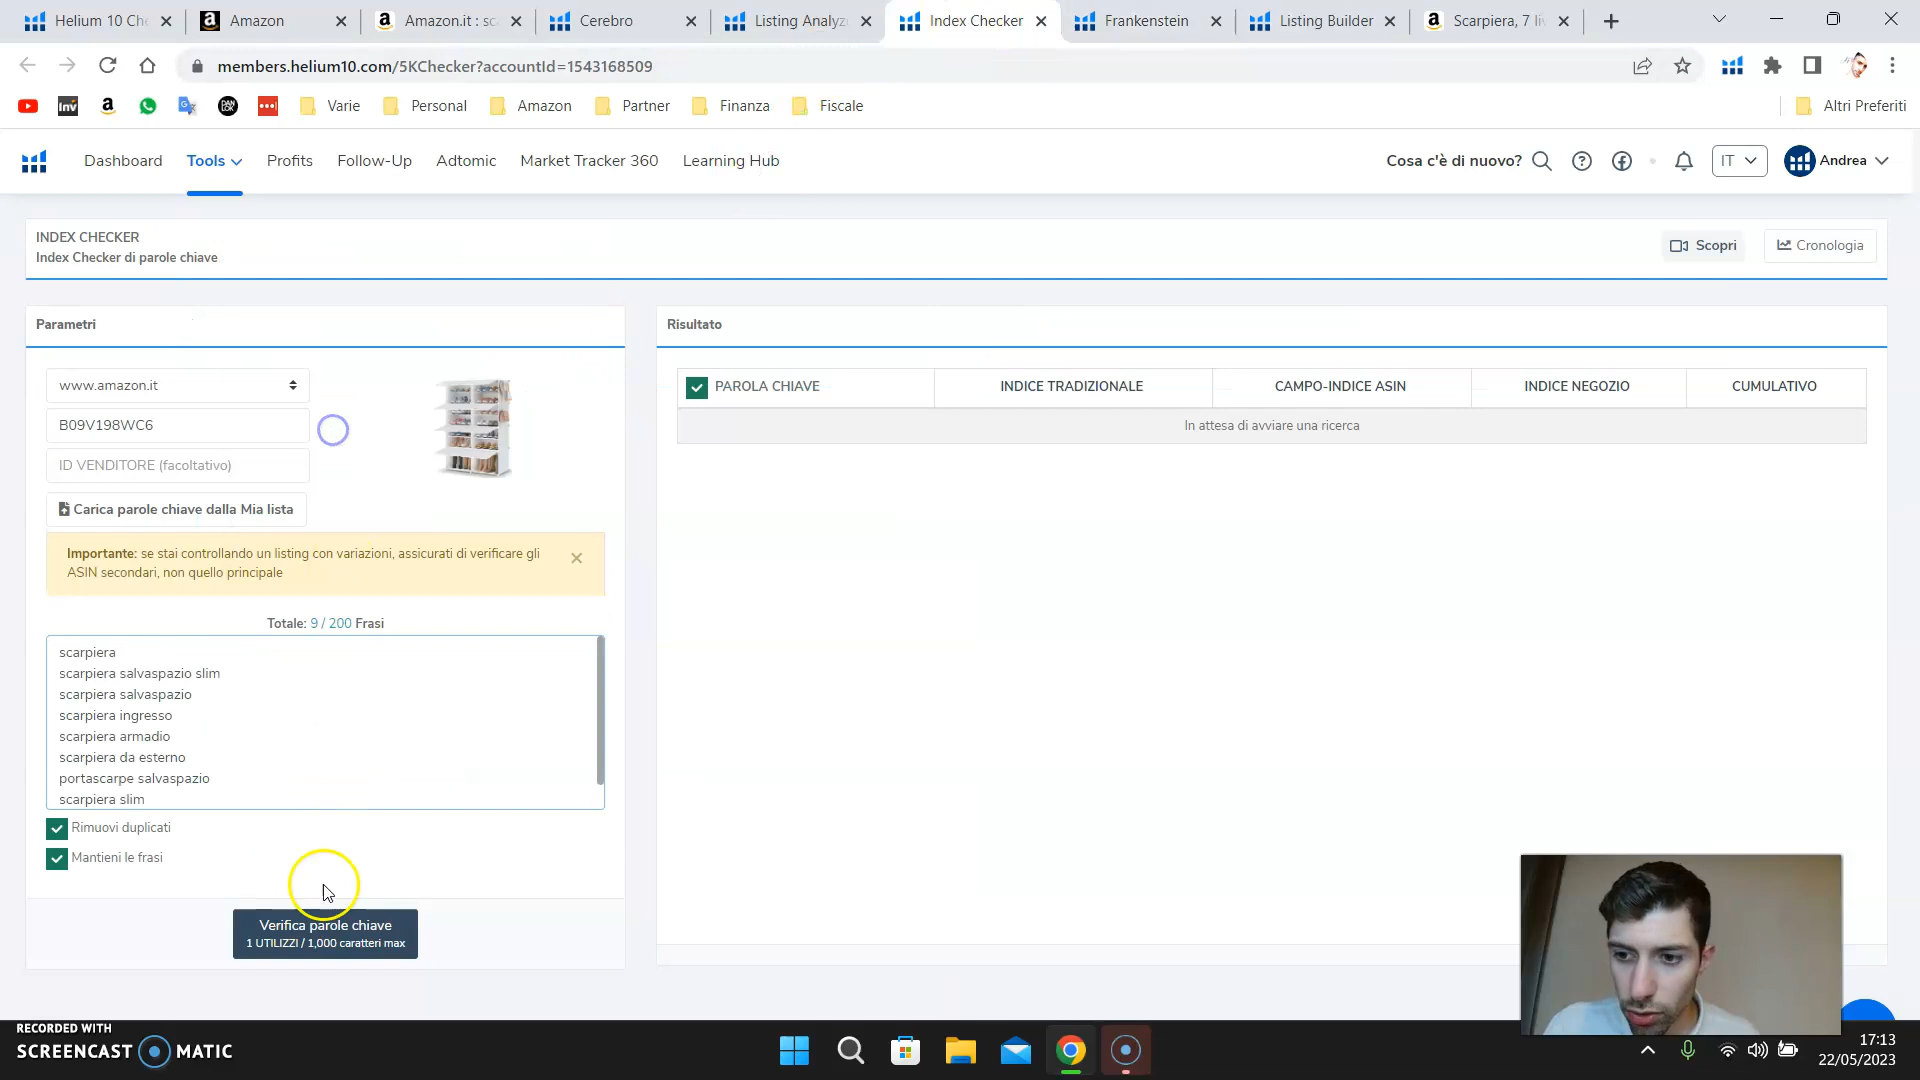 Helium 10 Ch
Amazon
Amazon.it : sc
Cerebro
Listing Analyz
Index Checker
Frankenstein
Listing Builder
Scarpiera, 7 li
members.helium10.com/5KChecker?accountId=1543168509
Inv
DAN LOK
Varie
Personal
Amazon
Partner
Finanza
Fiscale
Altri Preferiti
Dashboard
Tools
Profits
Follow-Up
Adtomic
Market Tracker 360
Learning Hub
Cosa c'è di nuovo?
IT
Andrea
INDEX CHECKER
Index Checker di parole chiave
Scopri
Cronologia
Parametri
www.amazon.it
B09V198WC6
ID VENDITORE (facoltativo)
Carica parole chiave dalla Mia lista
Importante: se stai controllando un listing con variazioni, assicurati di verificare gli
ASIN secondari, non quello principale
Totale: 9 / 200 Frasi
scarpiera
scarpiera salvaspazio slim
scarpiera salvaspazio
scarpiera ingresso
scarpiera armadio
scarpiera da esterno
portascarpe salvaspazio
scarpiera slim
Rimuovi duplicati
Mantieni le frasi
Verifica parole chiave
1 UTILIZZI / 1,000 caratteri max
Risultato
PAROLA CHIAVE
INDICE TRADIZIONALE
CAMPO-INDICE ASIN
INDICE NEGOZIO
CUMULATIVO
In attesa di avviare una ricerca
RECORDED WITH
SCREENCAST MATIC
17:13
22/05/2023